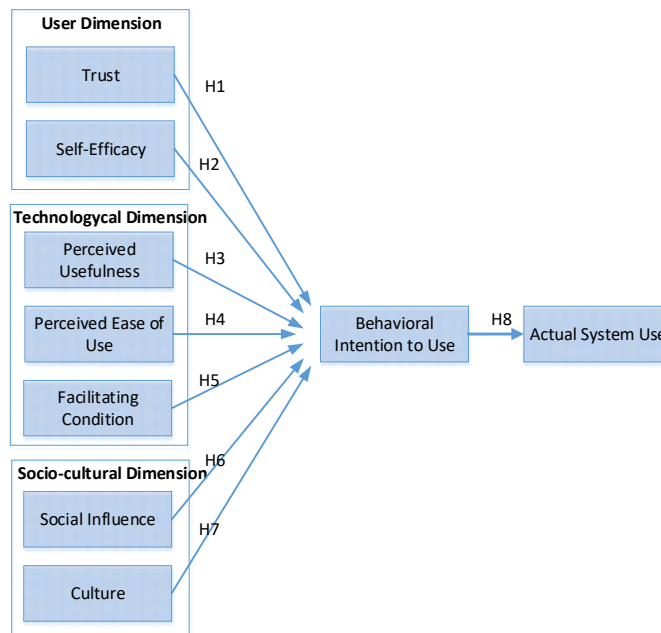 User Dimension
Trust
H1
Self-Efficacy
H2
Technologycal Dimension
Perceived
Usefulness
H3
Perceived Ease of
Use
H4
Facilitating
Condition
H5
Behavioral
Intention to Use
H8
Actual System Use
Socio-cultural Dimension
H6
Social Influence
H7
Culture